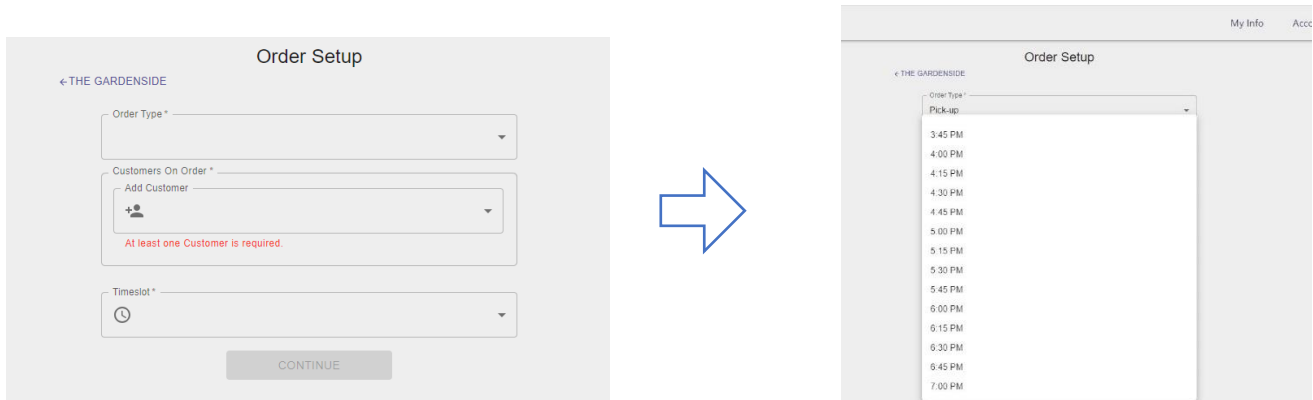 Order Setup
←THE GARDENSIDE
Order Type *
Customers On Order *
Add Customer
At least one Customer is required.
Timeslot *
CONTINUE
My Info
Order Setup
← THE GARDENSIDE
Order Type *
Pick-up
3:45 PM
4:00 PM
4:15 PM
4:30 PM
4:45 PM
5:00 PM
5:15 PM
5:30 PM
5:45 PM
6:00 PM
6:15 PM
6:30 PM
6:45 PM
7:00 PM